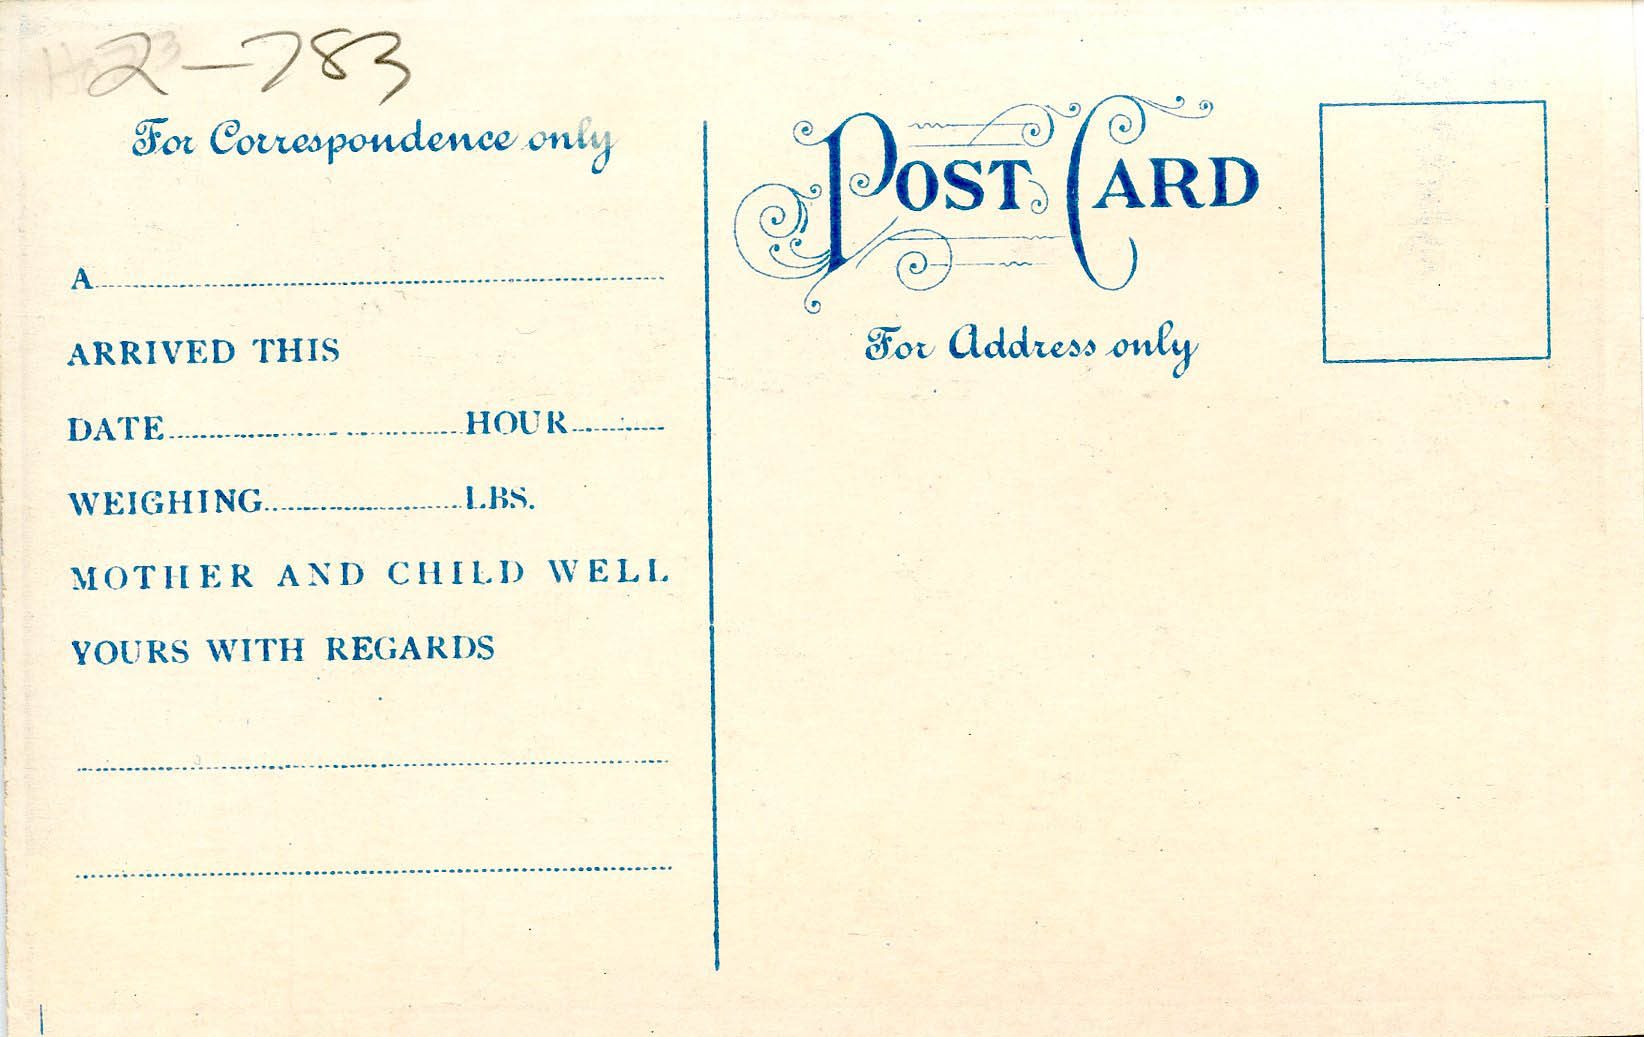 2-783
For Correspondence only
A
ARRIVED THIS
DATE HOUR
WEIGHING LBS.
MOTHER AND CHILD WELL
YOURS WITH REGARDS
POST CARD
For Address only